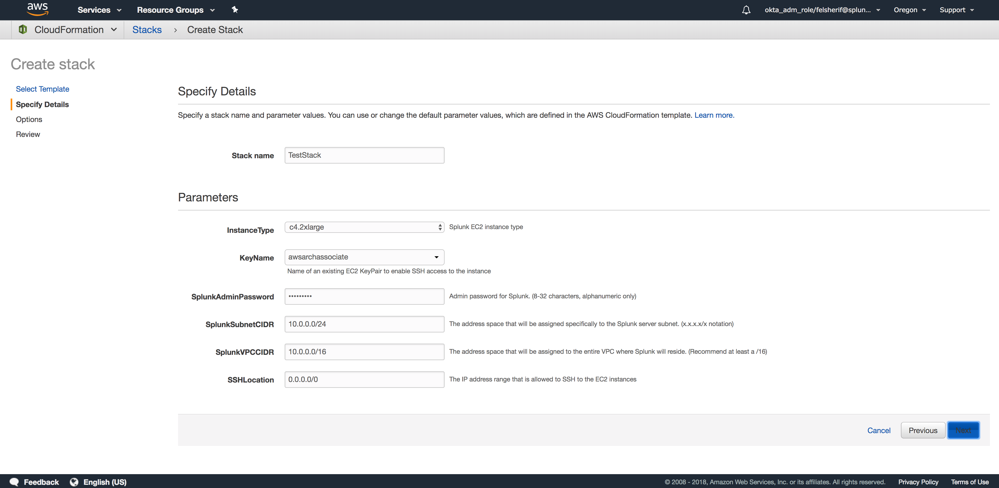 aws Services Resource Groups okta_adm_role/felsherif@splun... Oregon Support
CloudFormation Stacks > Create Stack
Create stack
Select Template
Specify Details
Options
Review
Specify Details
Specify a stack name and parameter values. You can use or change the default parameter values, which are defined in the AWS CloudFormation template. Learn more.
Stack name TestStack
Parameters
InstanceType c4.2xlarge Splunk EC2 instance type
KeyName awsarchassociate
Name of an existing EC2 KeyPair to enable SSH access to the instance
SplunkAdminPassword ••••••••• Admin password for Splunk. (8-32 characters, alphanumeric only)
SplunkSubnetCIDR 10.0.0.0/24 The address space that will be assigned specifically to the Splunk server subnet. (x.x.x.x/x notation)
SplunkVPCCIDR 10.0.0.0/16 The address space that will be assigned to the entire VPC where Splunk will reside. (Recommend at least a /16)
SSHLocation 0.0.0.0/0 The IP address range that is allowed to SSH to the EC2 instances
Cancel Previous Next
Feedback English (US) © 2008 - 2018, Amazon Web Services, Inc. or its affiliates. All rights reserved. Privacy Policy Terms of Use